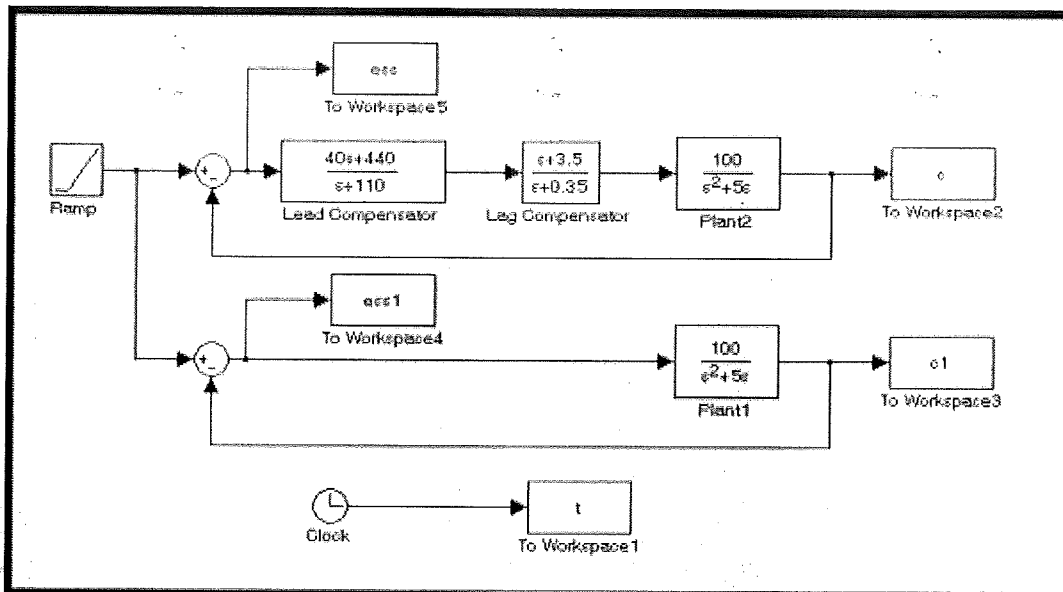 ess
To Workspace5
Ramp
+
-
40s+440
s+110
Lead Compensator
s+3.5
s+0.35
Lag Compensator
100
s²+5s
Plant2
c
To Workspace2
ess1
To Workspace4
+
-
100
s²+5s
Plant1
c1
To Workspace3
Clock
t
To Workspace1